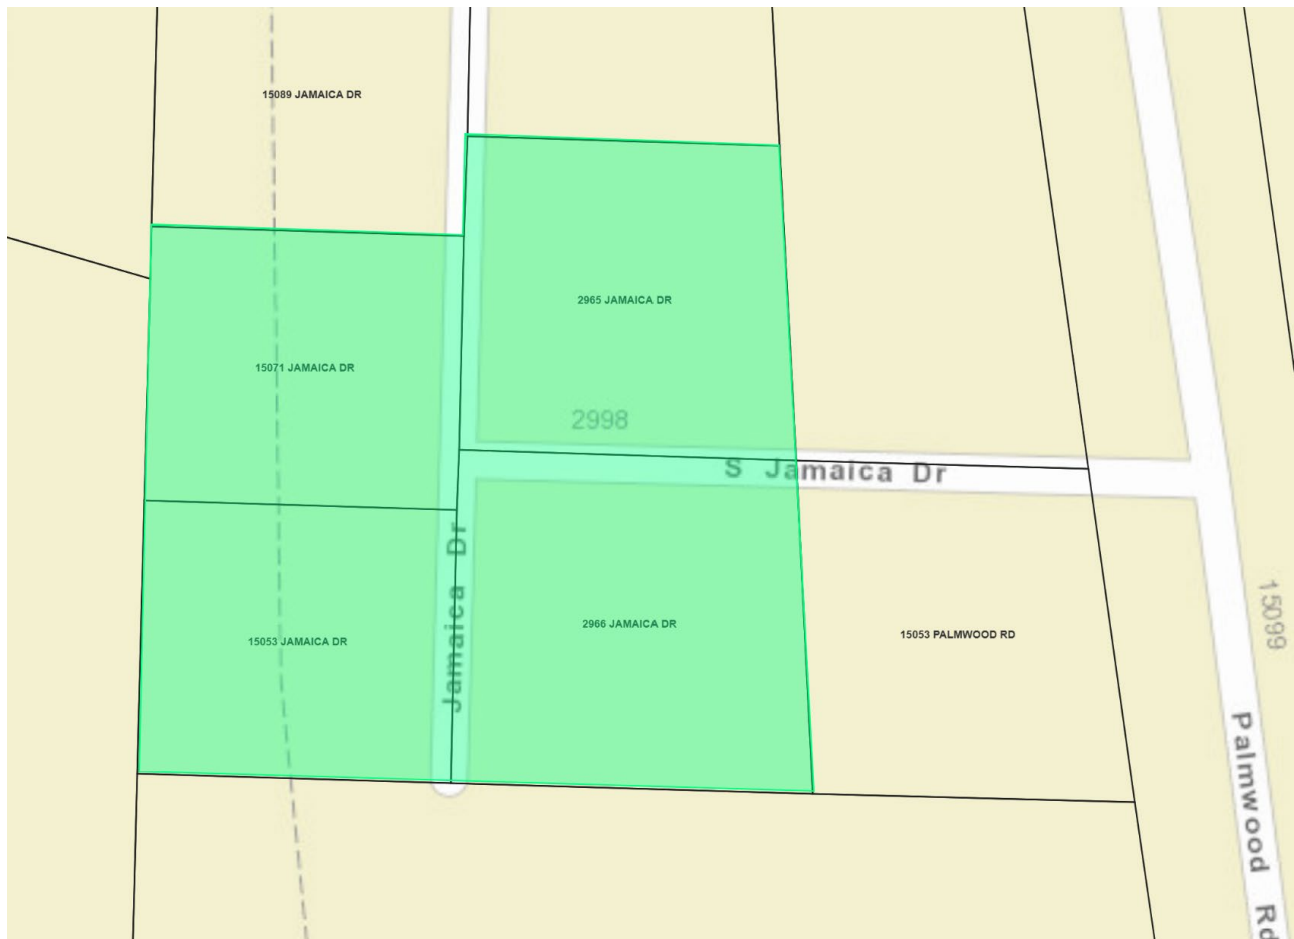 15089 JAMAICA DR
2965 JAMAICA DR
15071 JAMAICA DR
2998
S Jamaica Dr
Jamaica Dr
2966 JAMAICA DR
15053 JAMAICA DR
15053 PALMWOOD RD
15099
Palmwood Rd